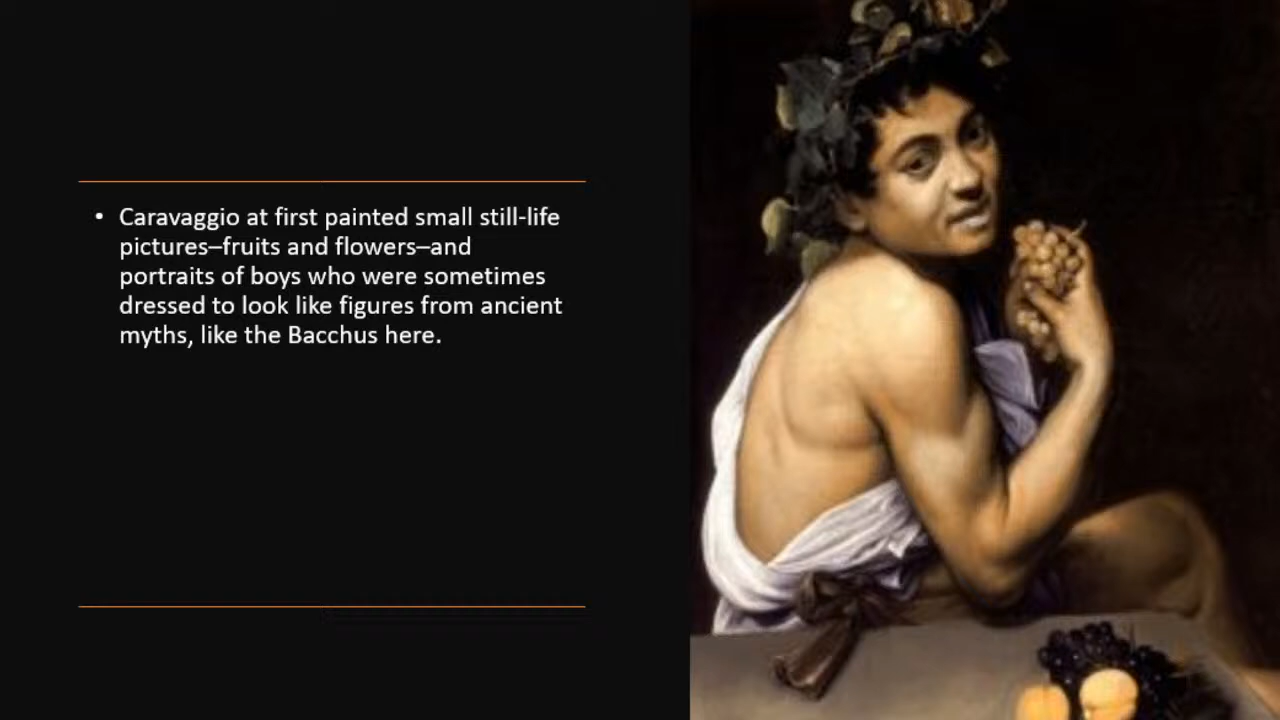 • Caravaggio at first painted small still-life
pictures–fruits and flowers–and
portraits of boys who were sometimes
dressed to look like figures from ancient
myths, like the Bacchus here.